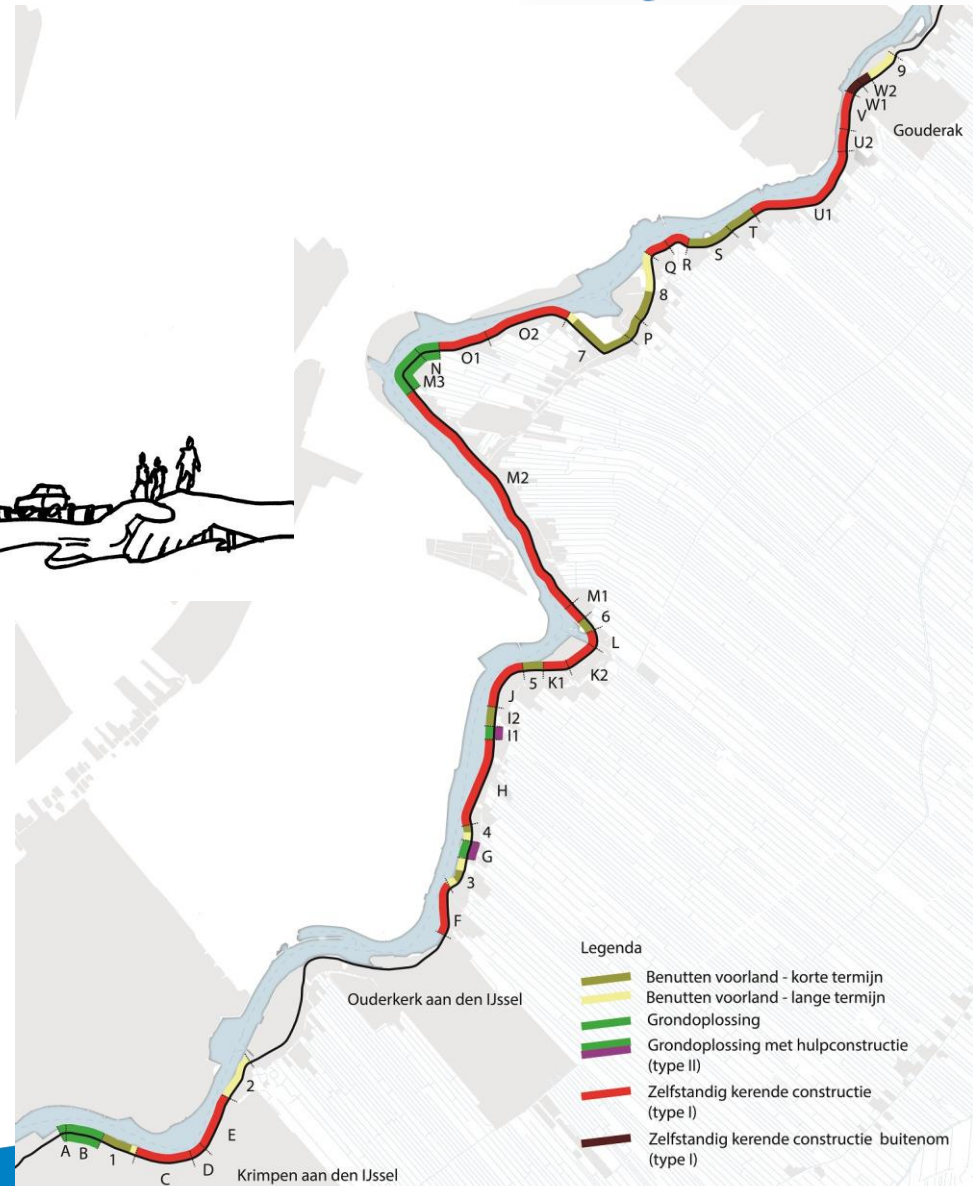 9
W2
W1
V
Gouderak
U2
U1
T
S
R
Q
8
P
7
O2
O1
N
M3
M2
M1
6
L
K2
K1
5
J
I2
I1
H
4
G
3
F
Ouderkerk aan den IJssel
2
E
D
C
1
B
A
Krimpen aan den IJssel
Legenda
Benutten voorland - korte termijn
Benutten voorland - lange termijn
Grondoplossing
Grondoplossing met hulpconstructie
(type II)
Zelfstandig kerende constructie
(type I)
Zelfstandig kerende constructie buitenom
(type I)